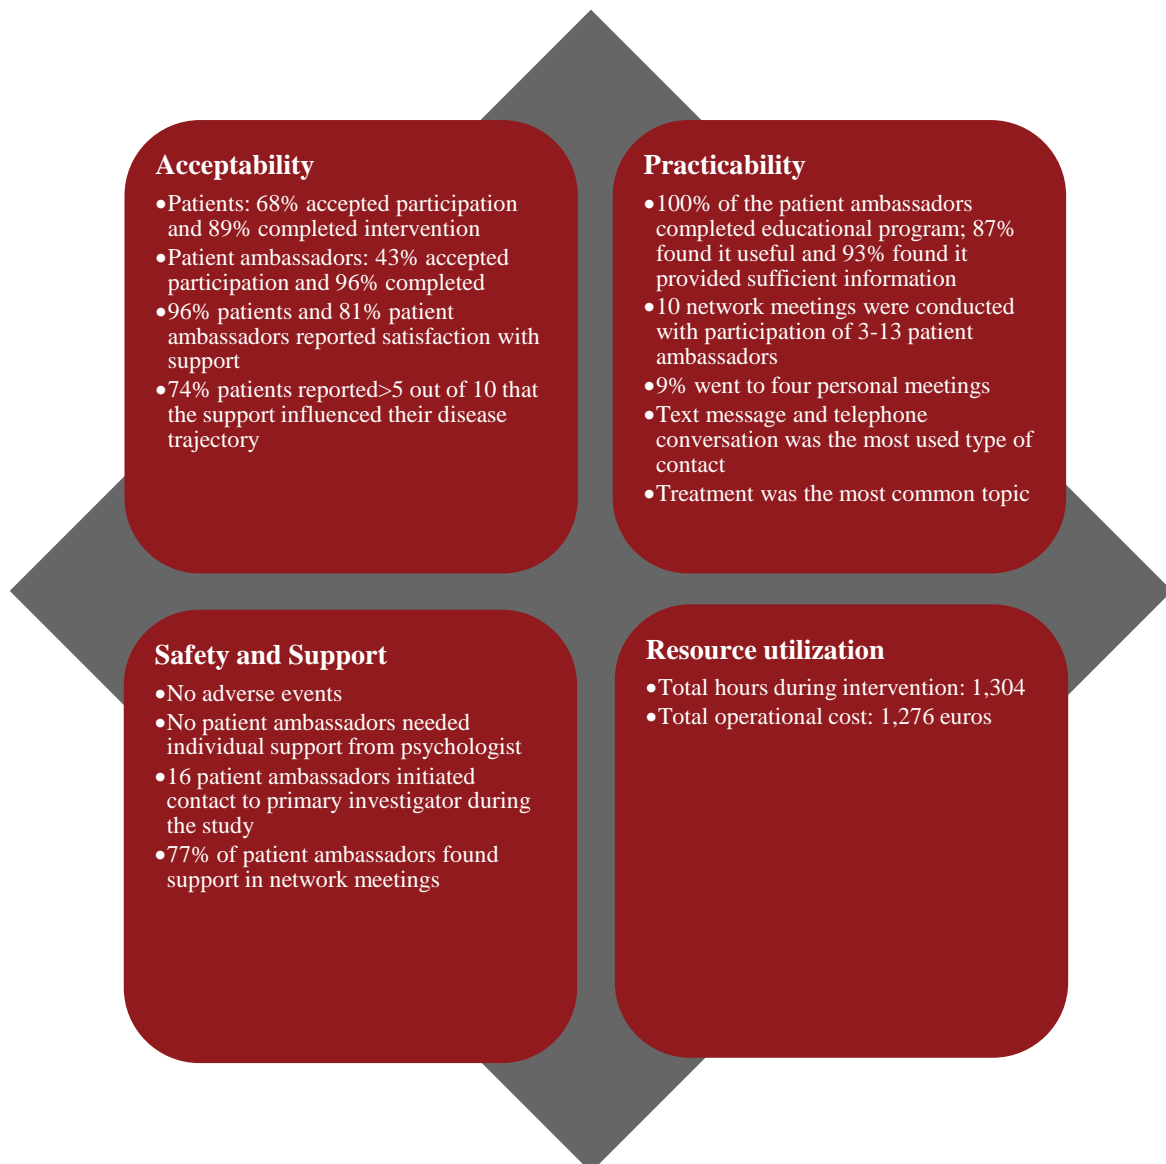 Acceptability
•Patients: 68% accepted participation
and 89% completed intervention
•Patient ambassadors: 43% accepted
participation and 96% completed
•96% patients and 81% patient
ambassadors reported satisfaction with
support
•74% patients reported>5 out of 10 that
the support influenced their disease
trajectory
Practicability
•100% of the patient ambassadors
completed educational program; 87%
found it useful and 93% found it
provided sufficient information
•10 network meetings were conducted
with participation of 3-13 patient
ambassadors
•9% went to four personal meetings
•Text message and telephone
conversation was the most used type of
contact
•Treatment was the most common topic
Safety and Support
•No adverse events
•No patient ambassadors needed
individual support from psychologist
•16 patient ambassadors initiated
contact to primary investigator during
the study
•77% of patient ambassadors found
support in network meetings
Resource utilization
•Total hours during intervention: 1,304
•Total operational cost: 1,276 euros